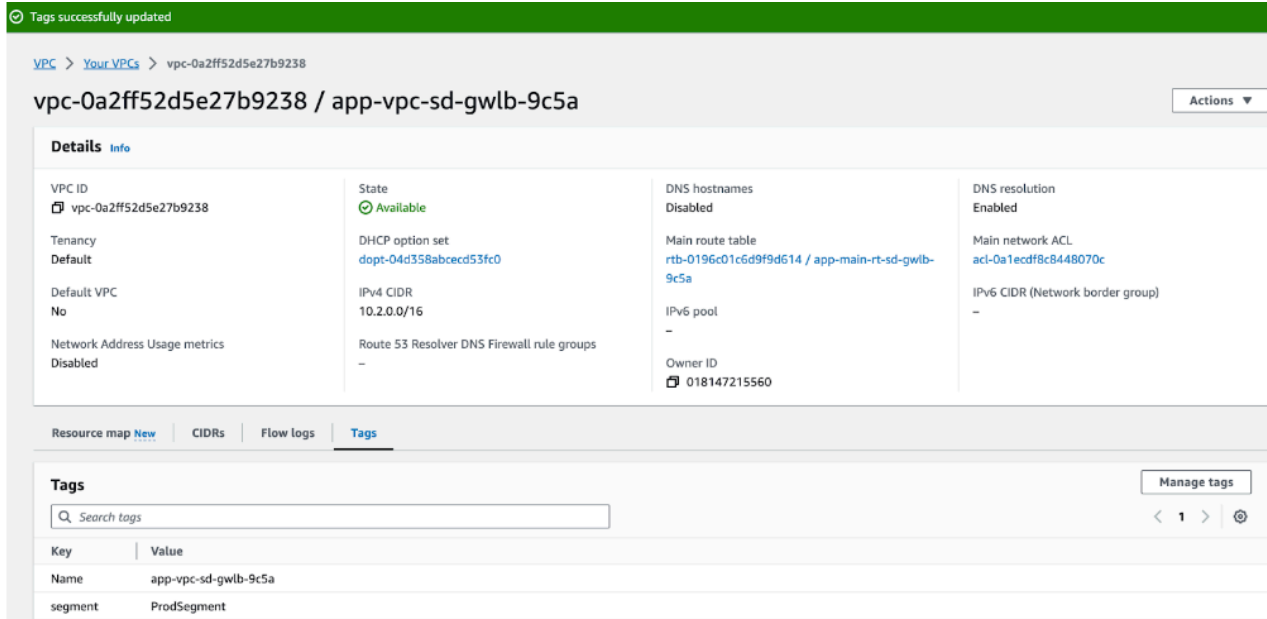 Tags successfully updated
VPC > Your VPCs > vpc-0a2ff52d5e27b9238
vpc-0a2ff52d5e27b9238 / app-vpc-sd-gwlb-9c5a
Actions
Details Info
VPC ID
vpc-0a2ff52d5e27b9238
State
Available
DNS hostnames
Disabled
DNS resolution
Enabled
Tenancy
Default
DHCP option set
dopt-04d358abcecd53fc0
Main route table
rtb-0196c01c6d9f9d614 / app-main-rt-sd-gwlb-
9c5a
Main network ACL
acl-0a1ecdf8c8448070c
Default VPC
No
IPv4 CIDR
10.2.0.0/16
IPv6 pool
–
IPv6 CIDR (Network border group)
–
Network Address Usage metrics
Disabled
Route 53 Resolver DNS Firewall rule groups
–
Owner ID
018147215560
Resource map New
CIDRs
Flow logs
Tags
Tags
Manage tags
Search tags
< 1 >
Key Value
Name app-vpc-sd-gwlb-9c5a
segment ProdSegment